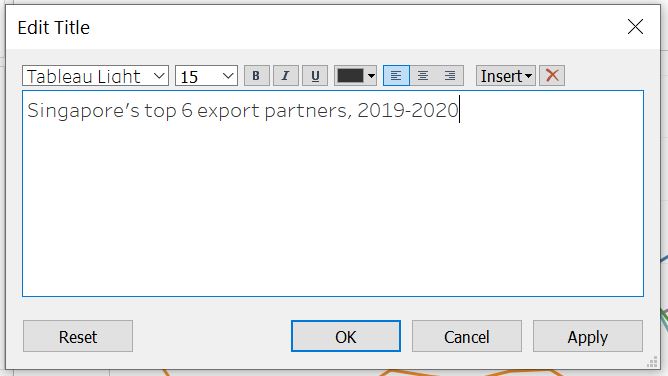 Edit Title
Tableau Light 15 B I U Insert
Singapore's top 6 export partners, 2019-2020
Reset OK Cancel Apply